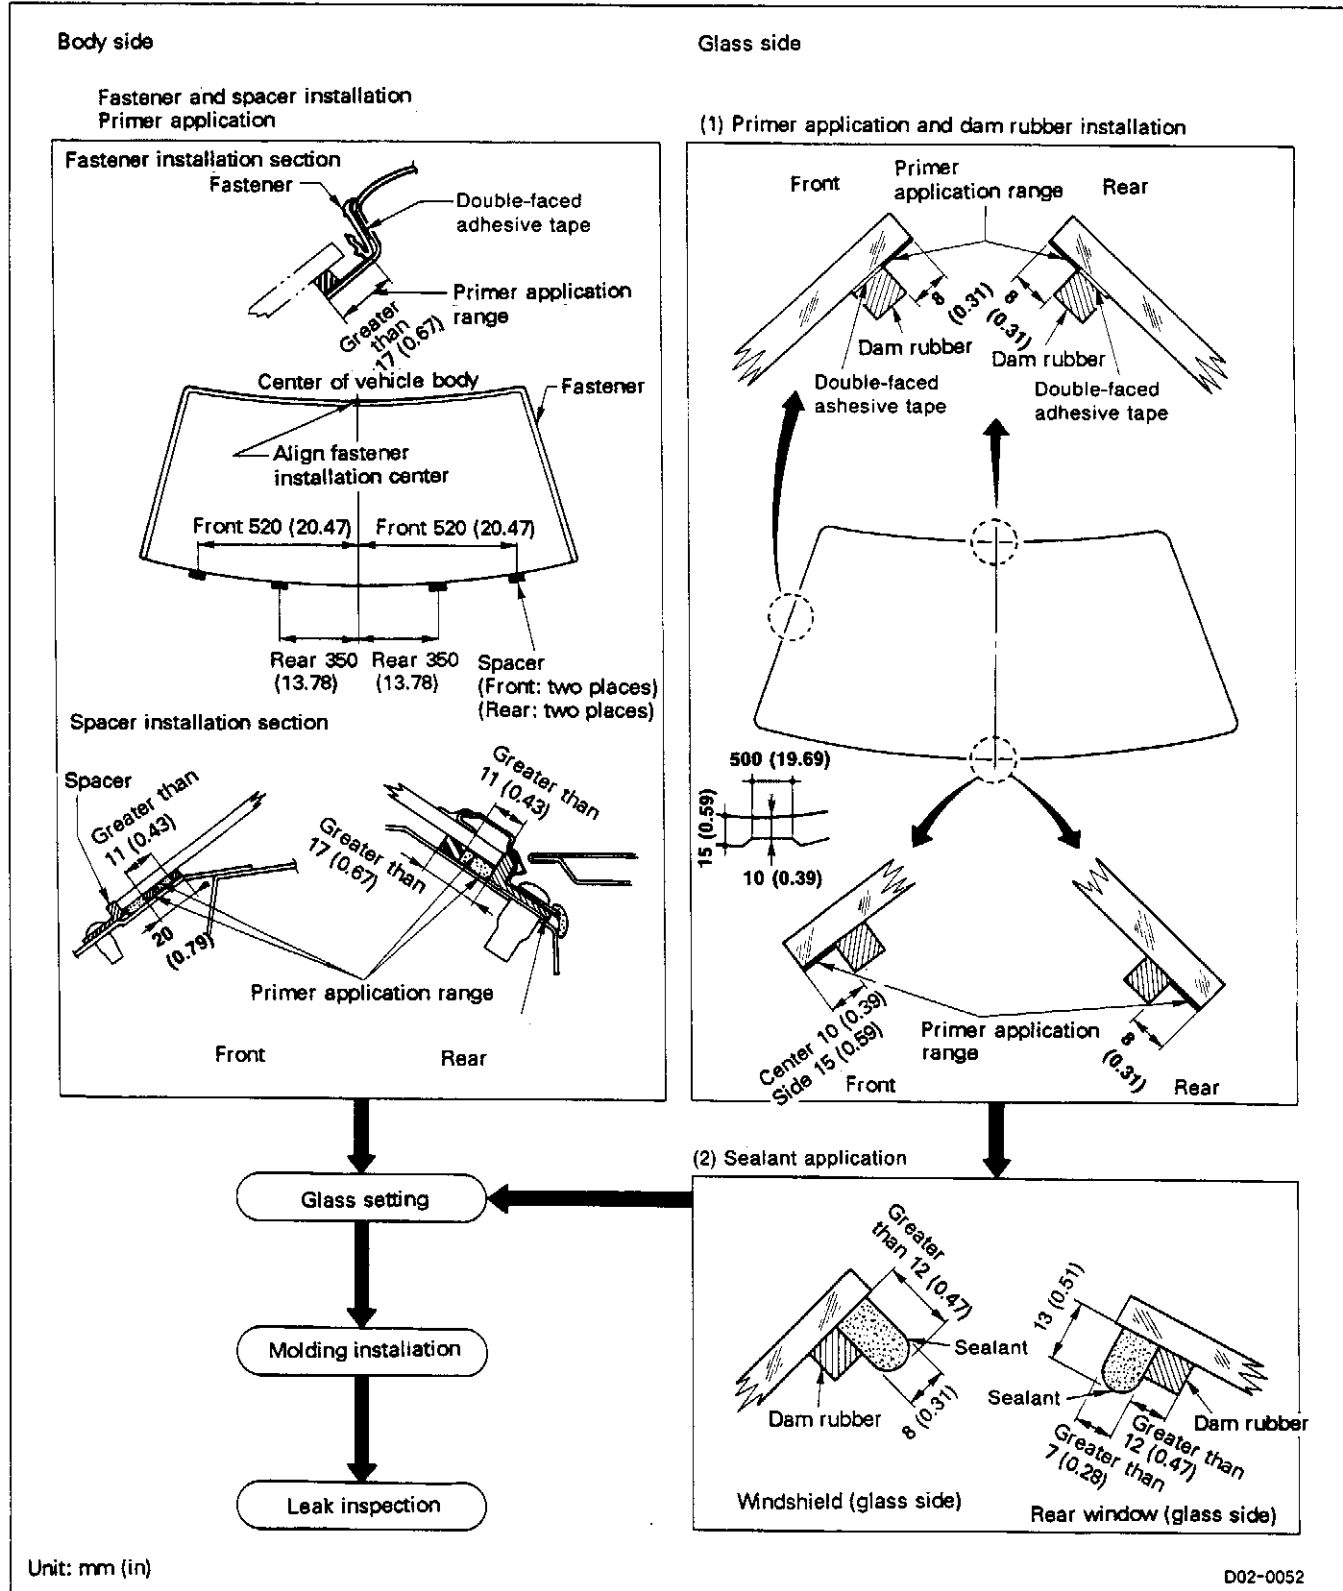 Body side
Fastener and spacer installation
Primer application
Fastener installation section
Fastener
Double-faced
adhesive tape
Primer application
range
Greater
than
17 (0.67)
Center of vehicle body
Fastener
Align fastener
installation center
Front 520 (20.47)
Front 520 (20.47)
Rear 350
(13.78)
Rear 350
(13.78)
Spacer
(Front: two places)
(Rear: two places)
Spacer installation section
Spacer
Greater than
11 (0.43)
20
(0.79)
Greater than
11 (0.43)
Greater than
17 (0.67)
Primer application range
Front
Rear
Glass side
(1) Primer application and dam rubber installation
Front
Primer
application range
Rear
8
(0.31)
8
(0.31)
Dam rubber
Dam rubber
Double-faced
ashesive tape
Double-faced
adhesive tape
500 (19.69)
15 (0.59)
10 (0.39)
Center 10 (0.39)
Side 15 (0.59)
Primer application
range
8
(0.31)
Front
Rear
(2) Sealant application
Greater
than 12 (0.47)
Sealant
8 (0.31)
Dam rubber
Windshield (glass side)
13 (0.51)
Sealant
Dam rubber
Greater than
12 (0.47)
Greater than
7 (0.28)
Rear window (glass side)
Glass setting
Molding installation
Leak inspection
Unit: mm (in)
D02-0052